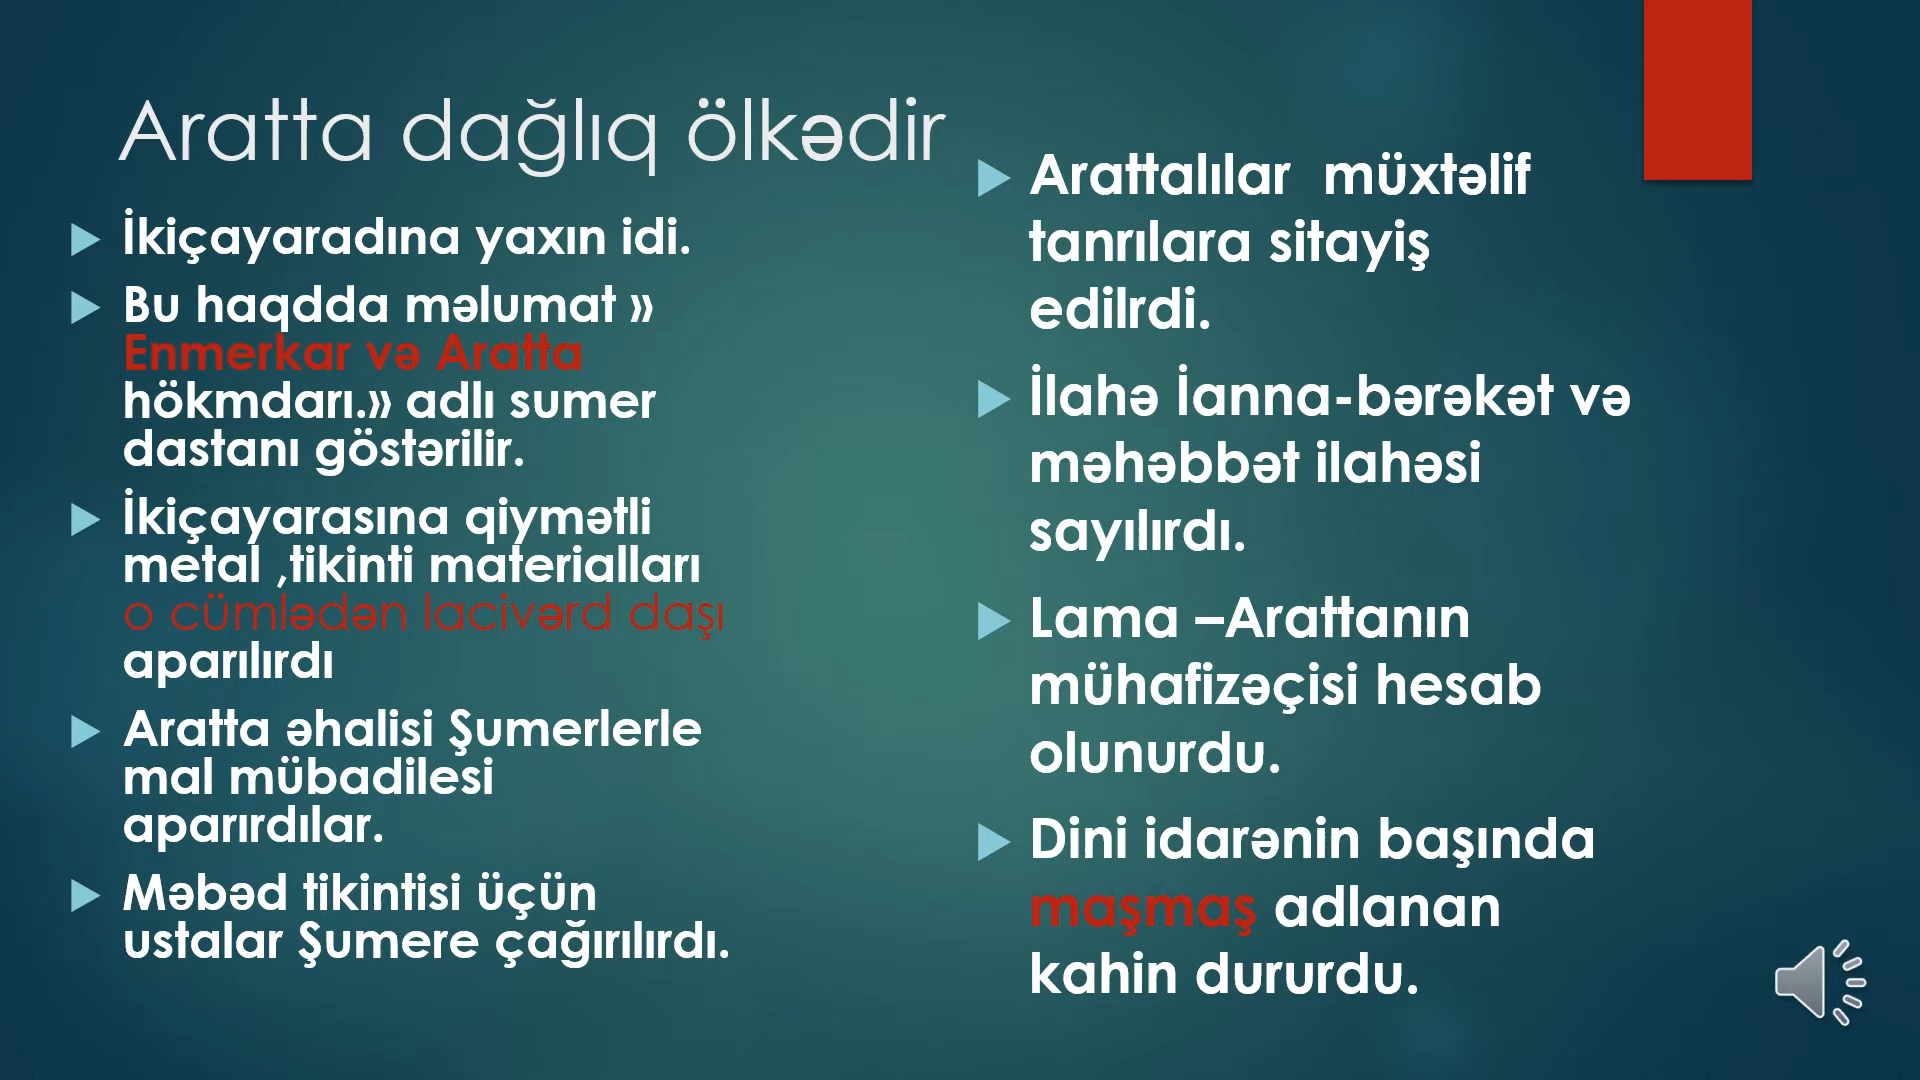 Aratta dağlıq ölkədir
İkiçayaradına yaxın idi.
Bu haqdda məlumat »
Enmerkar və Aratta
hökmdarı.» adlı sumer
dastanı göstərilir.
İkiçayarasına qiymətli
metal ,tikinti materialları
o cümlədən lacivərd daşı
aparılırdı
Aratta əhalisi Şumerlerle
mal mübadilesi
aparırdılar.
Məbəd tikintisi üçün
ustalar Şumere çağırılırdı.
Arattalılar  müxtəlif
tanrılara sitayiş
edilrdi.
İlahə İanna-bərəkət və
məhəbbət ilahəsi
sayılırdı.
Lama –Arattanın
mühafizəçisi hesab
olunurdu.
Dini idarənin başında
maşmaş adlanan
kahin dururdu.